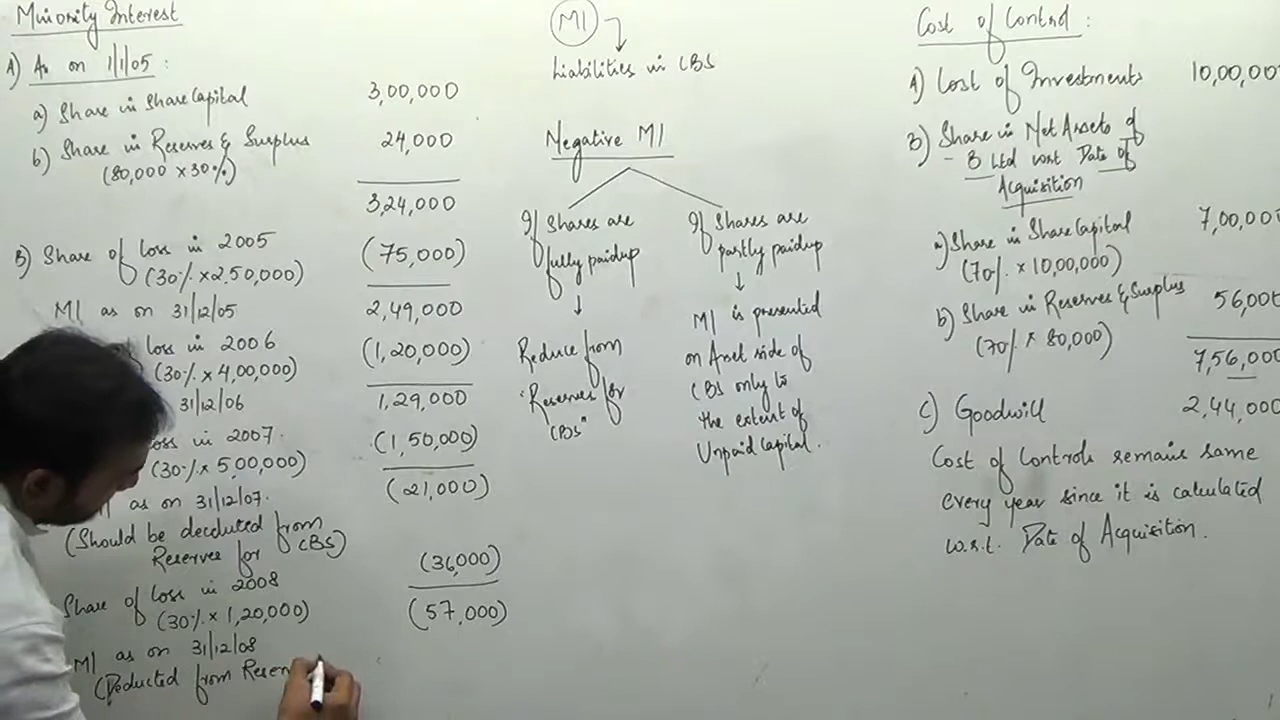 Minority Interest
A) As on 1/1/05 :
a) Share in Share Capital 3,00,000
b) Share in Reserves & Surplus 24,000
(80,000 x 30%)
3,24,000
B) Share of loss in 2005 (75,000)
(30% x 2,50,000)
MI as on 31/12/05 2,49,000
loss in 2006 (1,20,000)
(30% x 4,00,000)
31/12/06 1,29,000
loss in 2007. (1,50,000)
(30% x 5,00,000)
as on 31/12/07. (21,000)
(Should be decducted from
Reserves for CBS)
Share of loss in 2008 (36,000)
(30% x 1,20,000)
MI as on 31/12/08 (57,000)
(Deducted from Reser
MI
Liabilities in CBS
Negative MI
If Shares are
fully paidup
Reduce from
"Reserves for
CBS"
If Shares are
partly paidup
MI is presented
on Asset side of
CBS only to
the extent of
Unpaid Capital.
Cost of Control :
A) Cost of Investments 10,00,000
B) Share in Net Assets of
- B Ltd w.r.t Date of
Acquisition
a) Share in Share Capital 7,00,000
(70% x 10,00,000)
b) Share in Reserves & Surplus 56,000
(70% x 80,000)
7,56,000
C) Goodwill 2,44,000
Cost of Controls remains same
every year since it is calculated
w.r.t. Date of Acquisition.